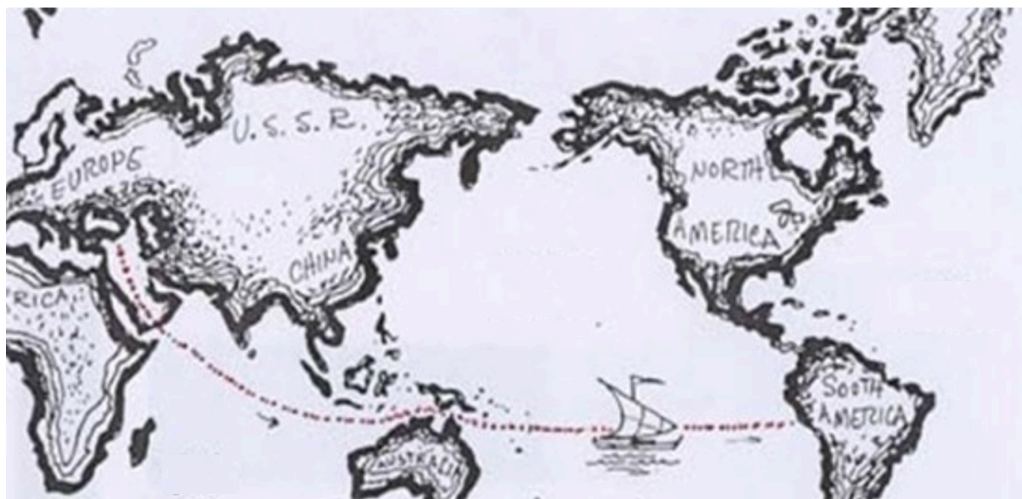 U.S.S.R.
EUROPE
NORTH
AMERICA
CHINA
RICA
SOUTH
AMERICA
AUSTRALIA